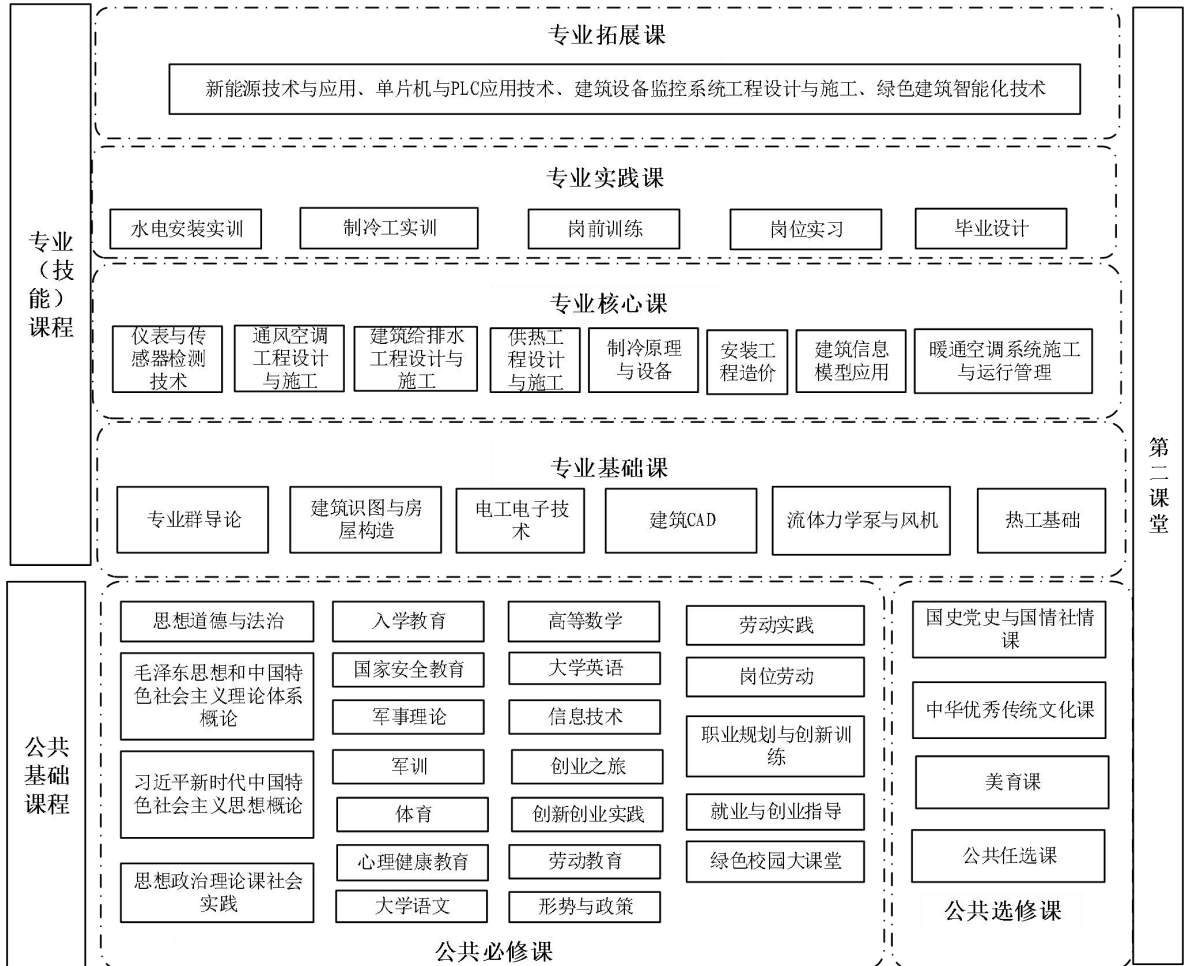 专业拓展课
新能源技术与应用、单片机与PLC应用技术、建筑设备监控系统工程设计与施工、绿色建筑智能化技术
专业实践课
水电安装实训
制冷工实训
岗前训练
岗位实习
毕业设计
专业
（技
能）
课程
专业核心课
仪表与传
感器检测
技术
通风空调
工程设计
与施工
建筑给排水
工程设计与
施工
供热工
程设计
与施工
制冷原理
与设备
安装工
程造价
建筑信息
模型应用
暖通空调系统施工
与运行管理
专业基础课
专业群导论
建筑识图与房
屋构造
电工电子技
术
建筑CAD
流体力学泵与风机
热工基础
第
二
课
堂
公共
基础
课程
思想道德与法治
毛泽东思想和中国特
色社会主义理论体系
概论
习近平新时代中国特
色社会主义思想概论
思想政治理论课社会
实践
入学教育
国家安全教育
军事理论
军训
体育
心理健康教育
大学语文
高等数学
大学英语
信息技术
创业之旅
创新创业实践
劳动教育
形势与政策
劳动实践
岗位劳动
职业规划与创新训
练
就业与创业指导
绿色校园大课堂
公共必修课
国史党史与国情社情
课
中华优秀传统文化课
美育课
公共任选课
公共选修课